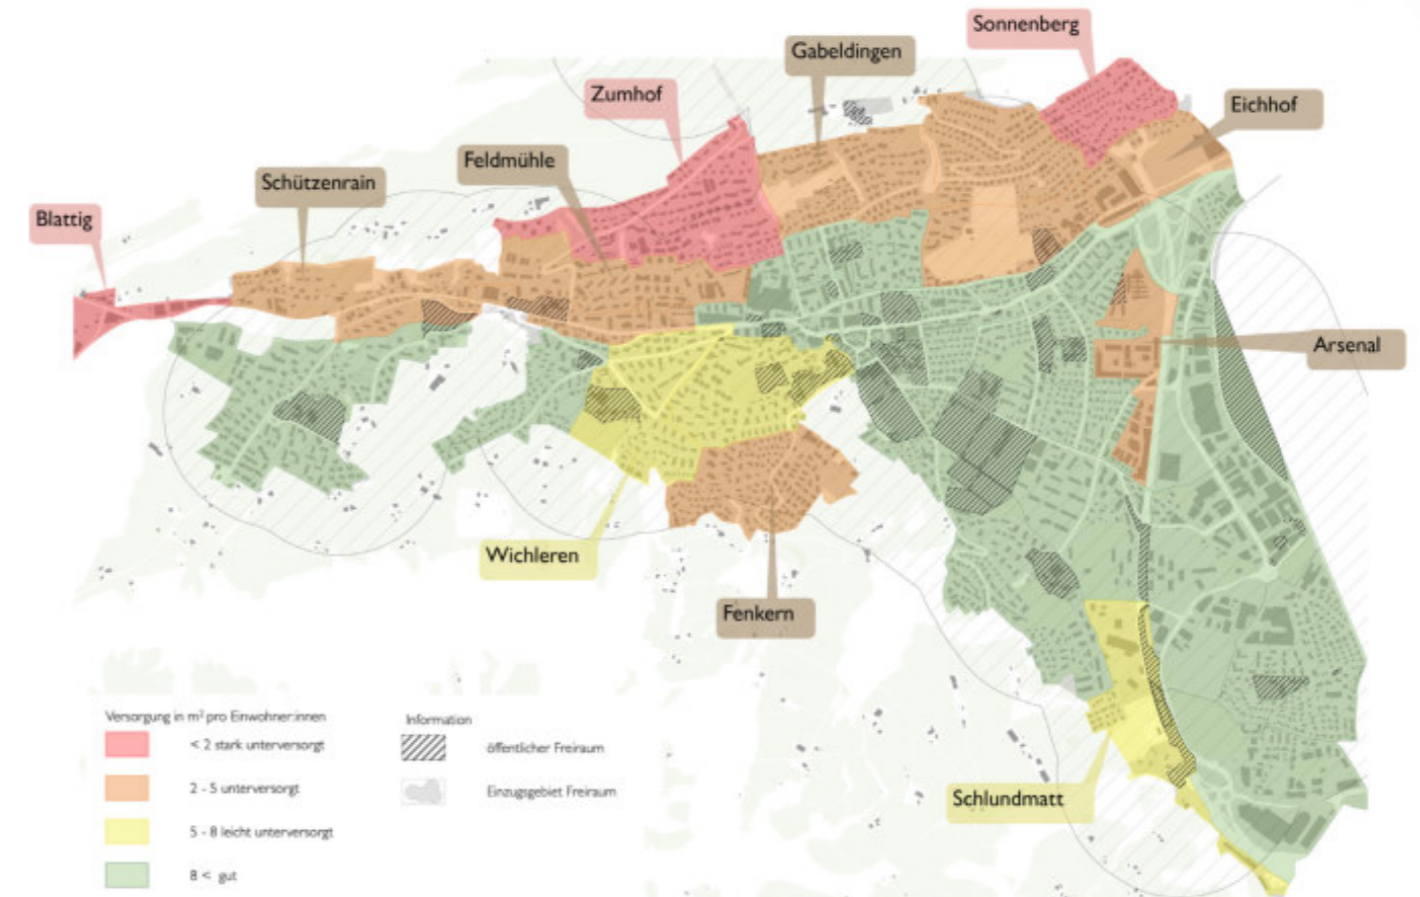 Sonnenberg
Gabeldingen
Zumhof
Eichhof
Feldmühle
Schützenrain
Blattig
Arsenal
Wichleren
Fenkern
Schlundmatt
Versorgung in m² pro Einwohner:innen
< 2 stark unterversorgt
2 - 5 unterversorgt
5 - 8 leicht unterversorgt
8 < gut
Information
öffentlicher Freiraum
Einzugsgebiet Freiraum